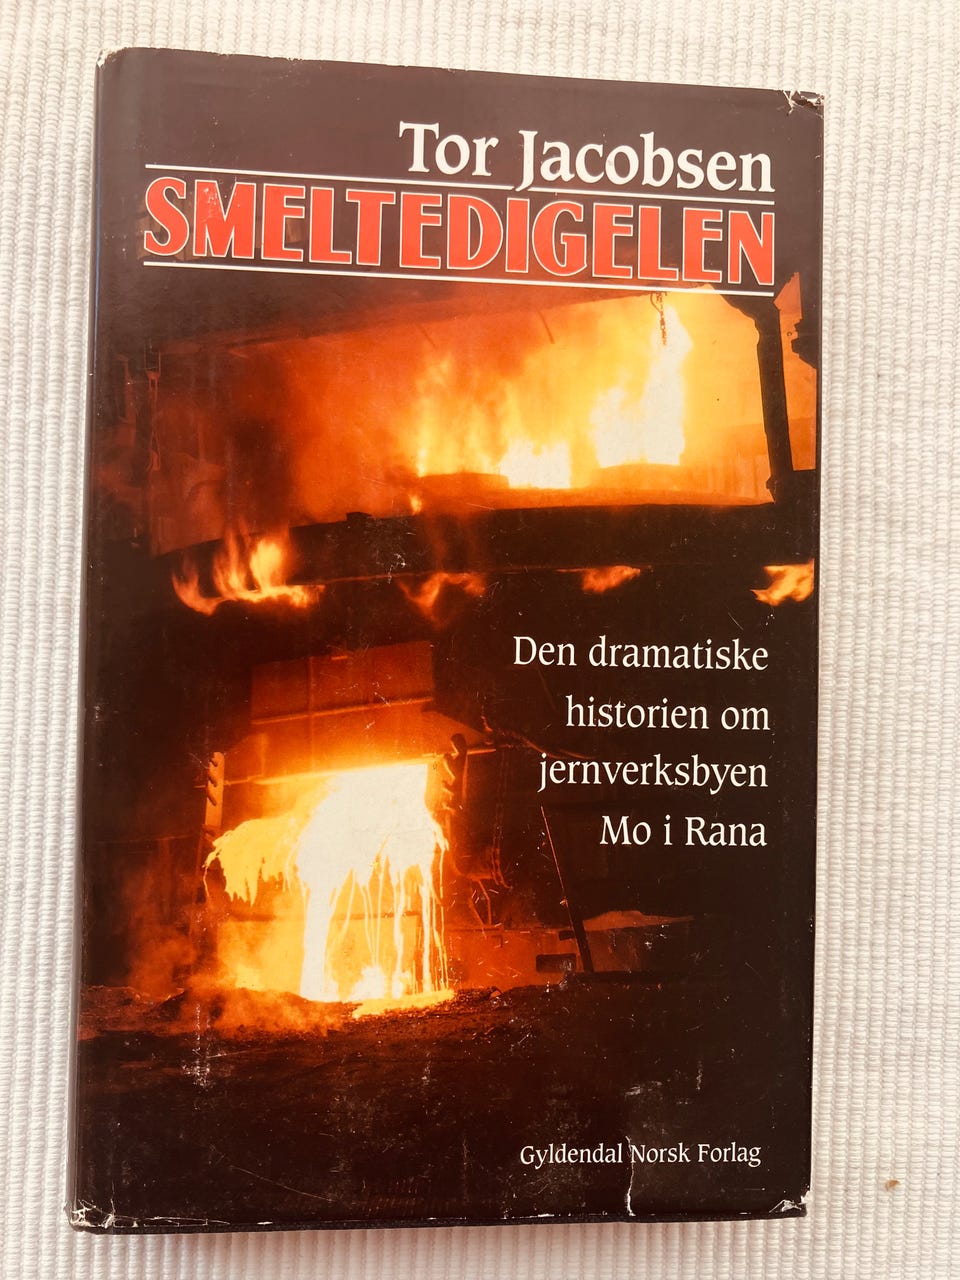 Tor Jacobsen
SMELTEDIGELEN
Den dramatiske
historien om
jernverksbyen
Mo i Rana
Gyldendal Norsk Forlag